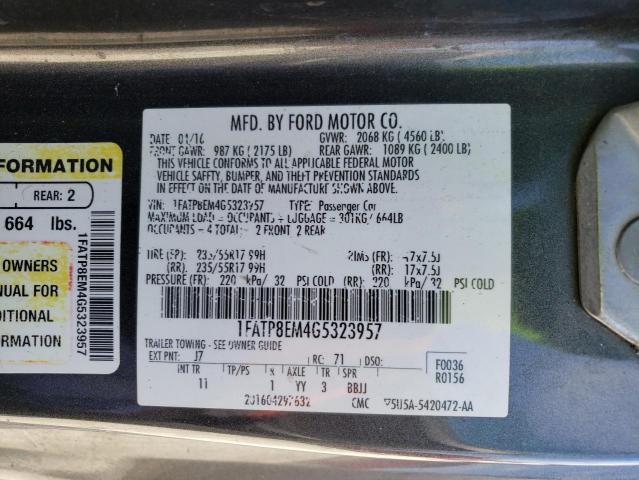 FORMATION
REAR: 2
664 lbs.
OWNERS
NUAL FOR
DITIONAL
FORMATION
1FATP8EM4G5323957
MFD. BY FORD MOTOR CO.
DATE 01/16 GVWR: 2068 KG ( 4560 LB)
FRONT GAWR: 987 KG ( 2175 LB) REAR GAWR: 1089 KG ( 2400 LB)
THIS VEHICLE CONFORMS TO ALL APPLICABLE FEDERAL MOTOR
VEHICLE SAFETY, BUMPER, AND THEFT PREVENTION STANDARDS
IN EFFECT ON THE DATE OF MANUFACTURE SHOWN ABOVE.
VIN: 1FATP8EM4G5323957 TYPE: Passenger Car
MAXIMUM LOAD = OCCUPANTS + LUGGAGE = 301KG / 664LB
OCCUPANTS = 4 TOTAL: 2 FRONT 2 REAR
TIRE (FR): 235/55R17 99H RIMS (FR): 17x7.5J
(RR): 235/55R17 99H (RR): 17x7.5J
PRESSURE (FR): 220 kPa/ 32 PSI COLD (RR): 220 kPa/ 32 PSI COLD
1FATP8EM4G5323957
TRAILER TOWING - SEE OWNER GUIDE
EXT PNT: J7 RC: 71 DSO: F0036
INT TR TP/PS R AXLE TR SPR R0156
11 1 YY 3 BBJJ
201604297632 CMC